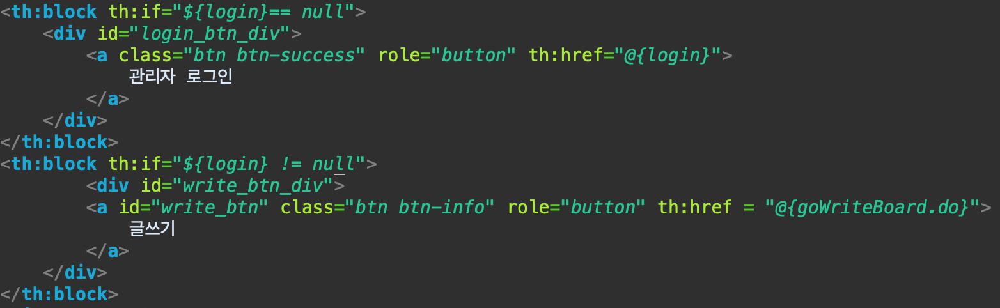 <th:block th:if="${login}== null">
    <div id="login_btn_div">
        <a class="btn btn-success" role="button" th:href="@{login}">
            관리자 로그인
        </a>
    </div>
</th:block>
<th:block th:if="${login} != null">
        <div id="write_btn_div">
        <a id="write_btn" class="btn btn-info" role="button" th:href = "@{goWriteBoard.do}">
            글쓰기
        </a>
    </div>
</th:block>